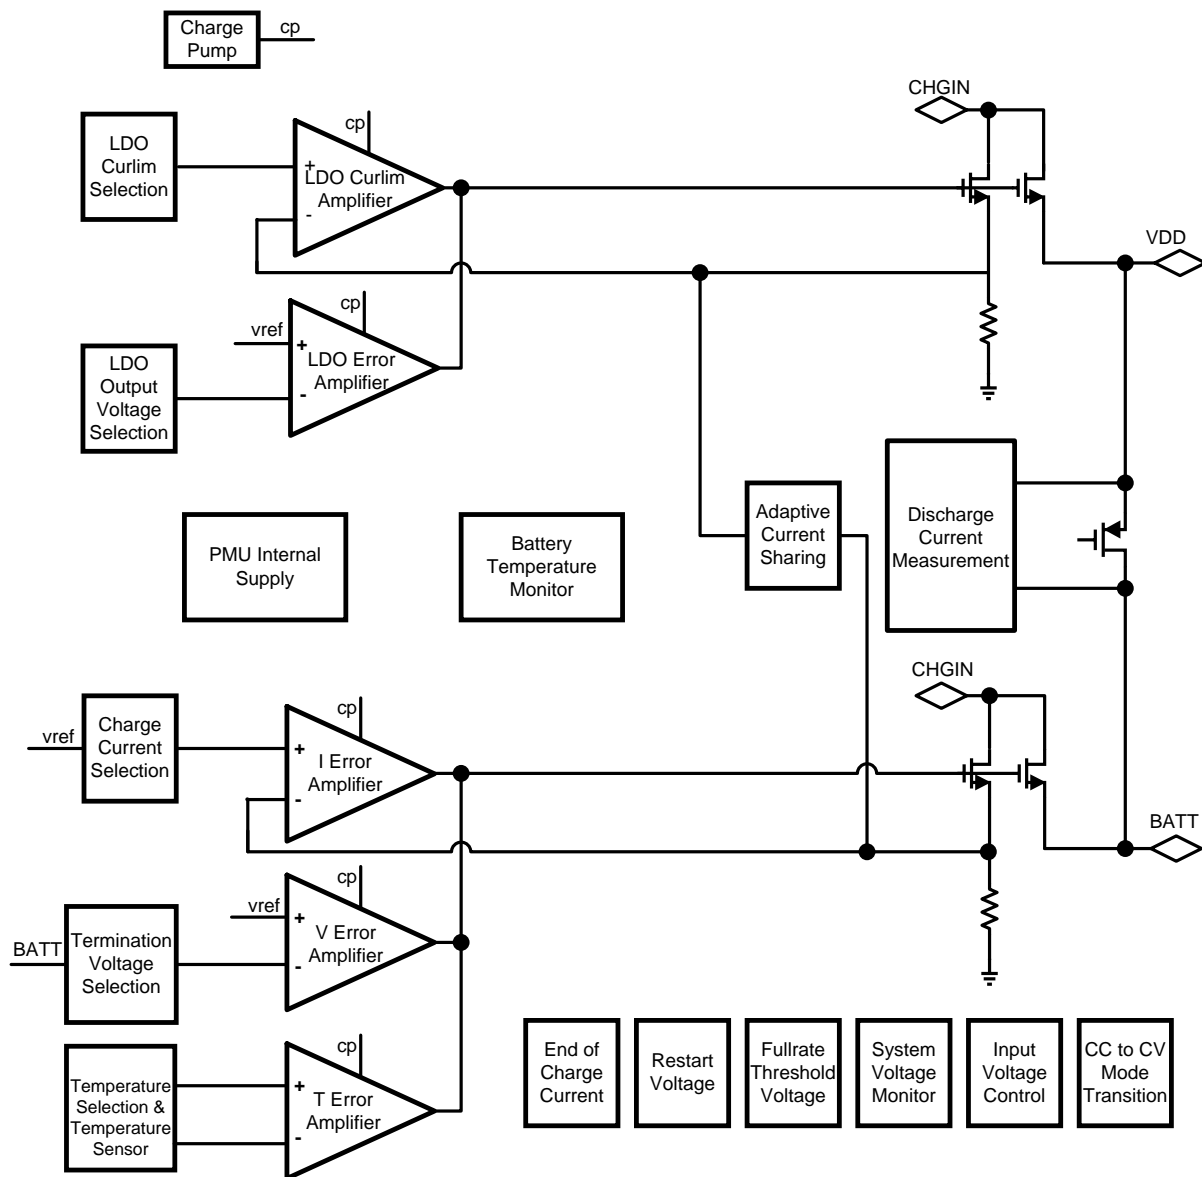 Charge
Pump
cp
CHGIN
LDO
Curlim
Selection
cp
+
LDO Curlim
Amplifier
-
VDD
cp
vref
+
LDO Error
Amplifier
-
LDO
Output
Voltage
Selection
PMU Internal
Supply
Battery
Temperature
Monitor
Adaptive
Current
Sharing
Discharge
Current
Measurement
CHGIN
vref
Charge
Current
Selection
cp
+
I Error
Amplifier
-
BATT
cp
vref
+
V Error
Amplifier
-
BATT
Termination
Voltage
Selection
cp
Temperature
Selection &
Temperature
Sensor
+
T Error
Amplifier
-
End of
Charge
Current
Restart
Voltage
Fullrate
Threshold
Voltage
System
Voltage
Monitor
Input
Voltage
Control
CC to CV
Mode
Transition